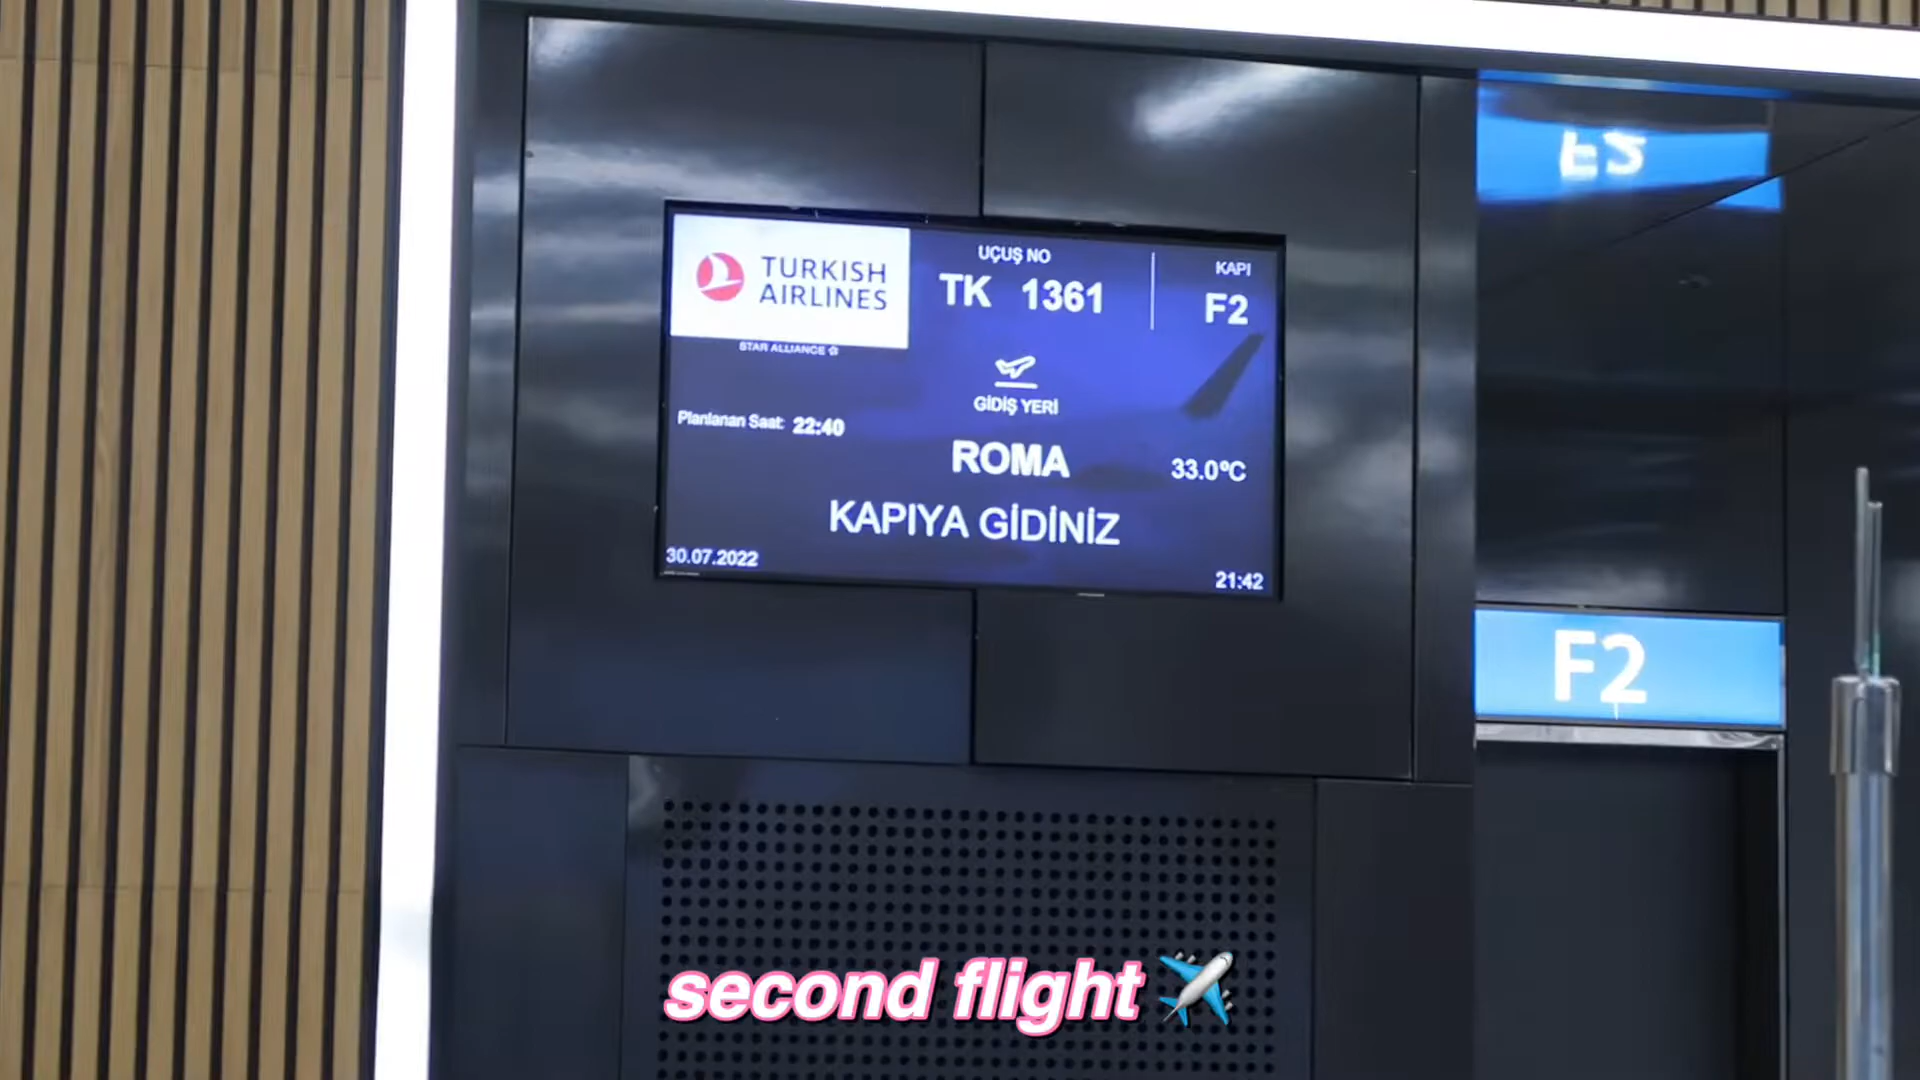 TURKISH
AIRLINES
STAR ALLIANCE
UÇUŞ NO
TK 1361
KAPI
F2
GİDİŞ YERİ
Planlanan Saat: 22:40
ROMA
33.0°C
KAPIYA GİDİNİZ
30.07.2022
21:42
F2
F2
second flight ✈️